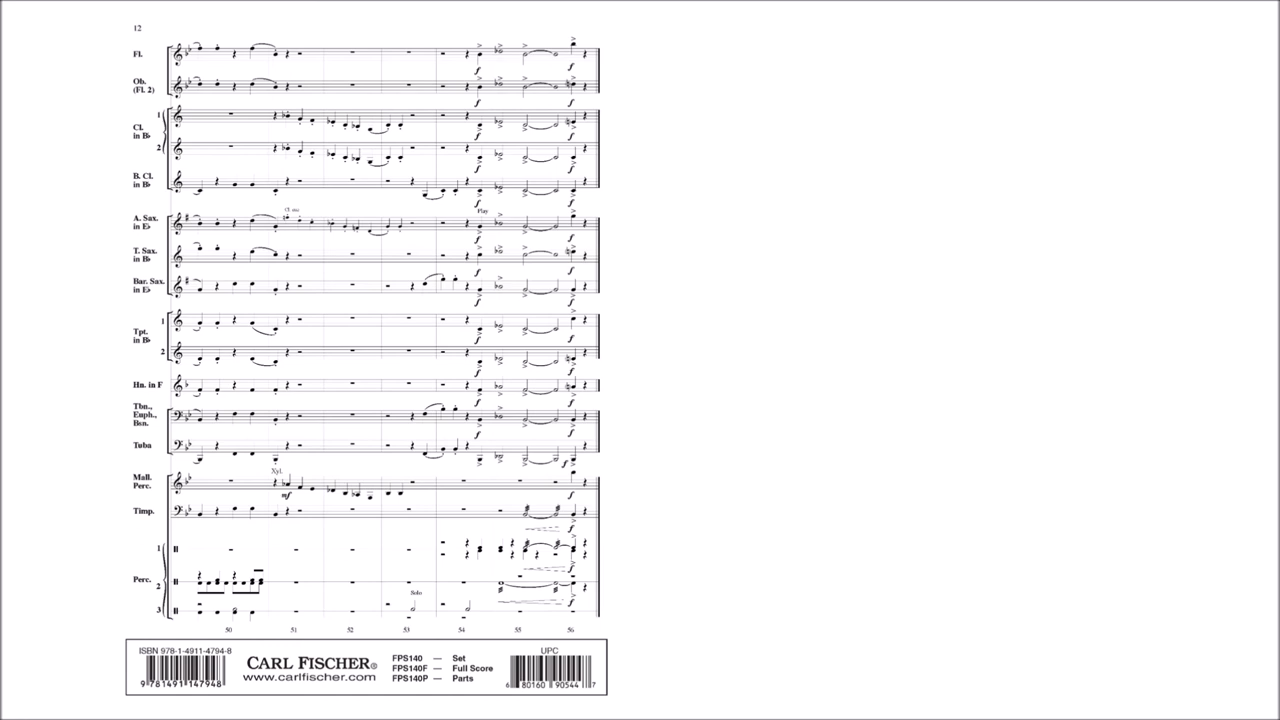 12
Fl.
Ob.
(Fl. 2)
1
Cl.
in B♭
2
B. Cl.
in B♭
A. Sax.
in E♭
Cl. 1
Play
T. Sax.
in B♭
Bar. Sax.
in E♭
1
Tpt.
in B♭
2
Hn. in F
Tbn.,
Euph.,
Bsn.
Tuba
Xyl.
Mall.
Perc.
mf
Timp.
1
Perc.
2
Solo
3
50 51 52 53 54 55 56
ISBN 978-1-4911-4794-8
9 781491 147948
CARL FISCHER®
www.carlfischer.com
FPS140 — Set
FPS140F — Full Score
FPS140P — Parts
UPC
6 80160 90544 7